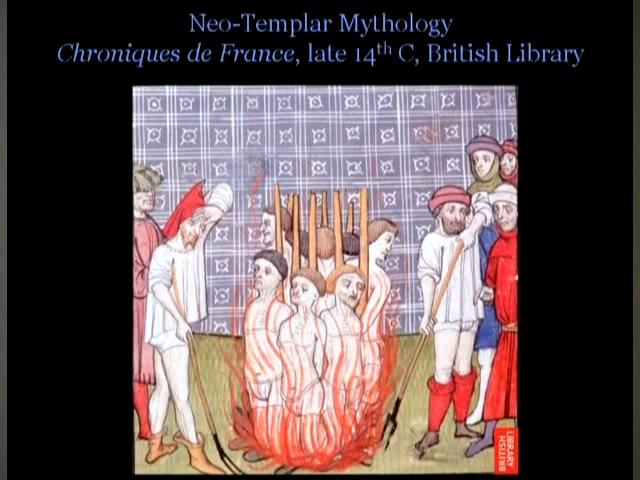 Neo-Templar Mythology
Chroniques de France, late 14th C, British Library
BRITISH
LIBRARY